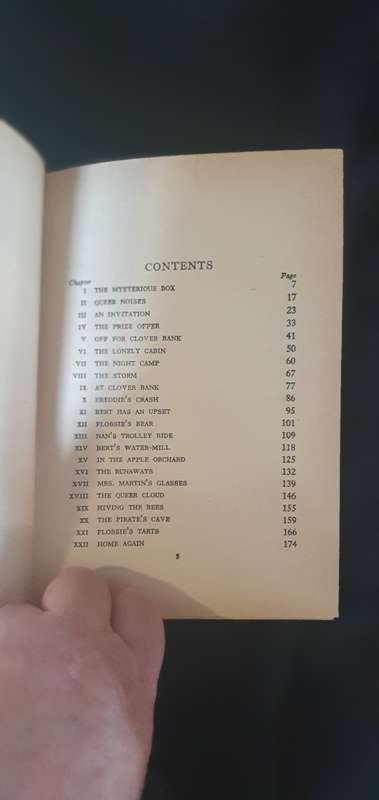 CONTENTS
Chapter Page
I THE MYSTERIOUS BOX 7
II QUEER NOISES 17
III AN INVITATION 23
IV THE PRIZE OFFER 33
V OFF FOR CLOVER BANK 41
VI THE LONELY CABIN 50
VII THE NIGHT CAMP 60
VIII THE STORM 67
IX AT CLOVER BANK 77
X FREDDIE'S CRASH 86
XI BERT HAS AN UPSET 95
XII FLOSSIE'S BEAR 101
XIII NAN'S TROLLEY RIDE 109
XIV BERT'S WATER-MILL 118
XV IN THE APPLE ORCHARD 125
XVI THE RUNAWAYS 132
XVII MRS. MARTIN'S GLASSES 139
XVIII THE QUEER CLOUD 146
XIX HIVING THE BEES 155
XX THE PIRATE'S CAVE 159
XXI FLOSSIE'S TARTS 166
XXII HOME AGAIN 174
5